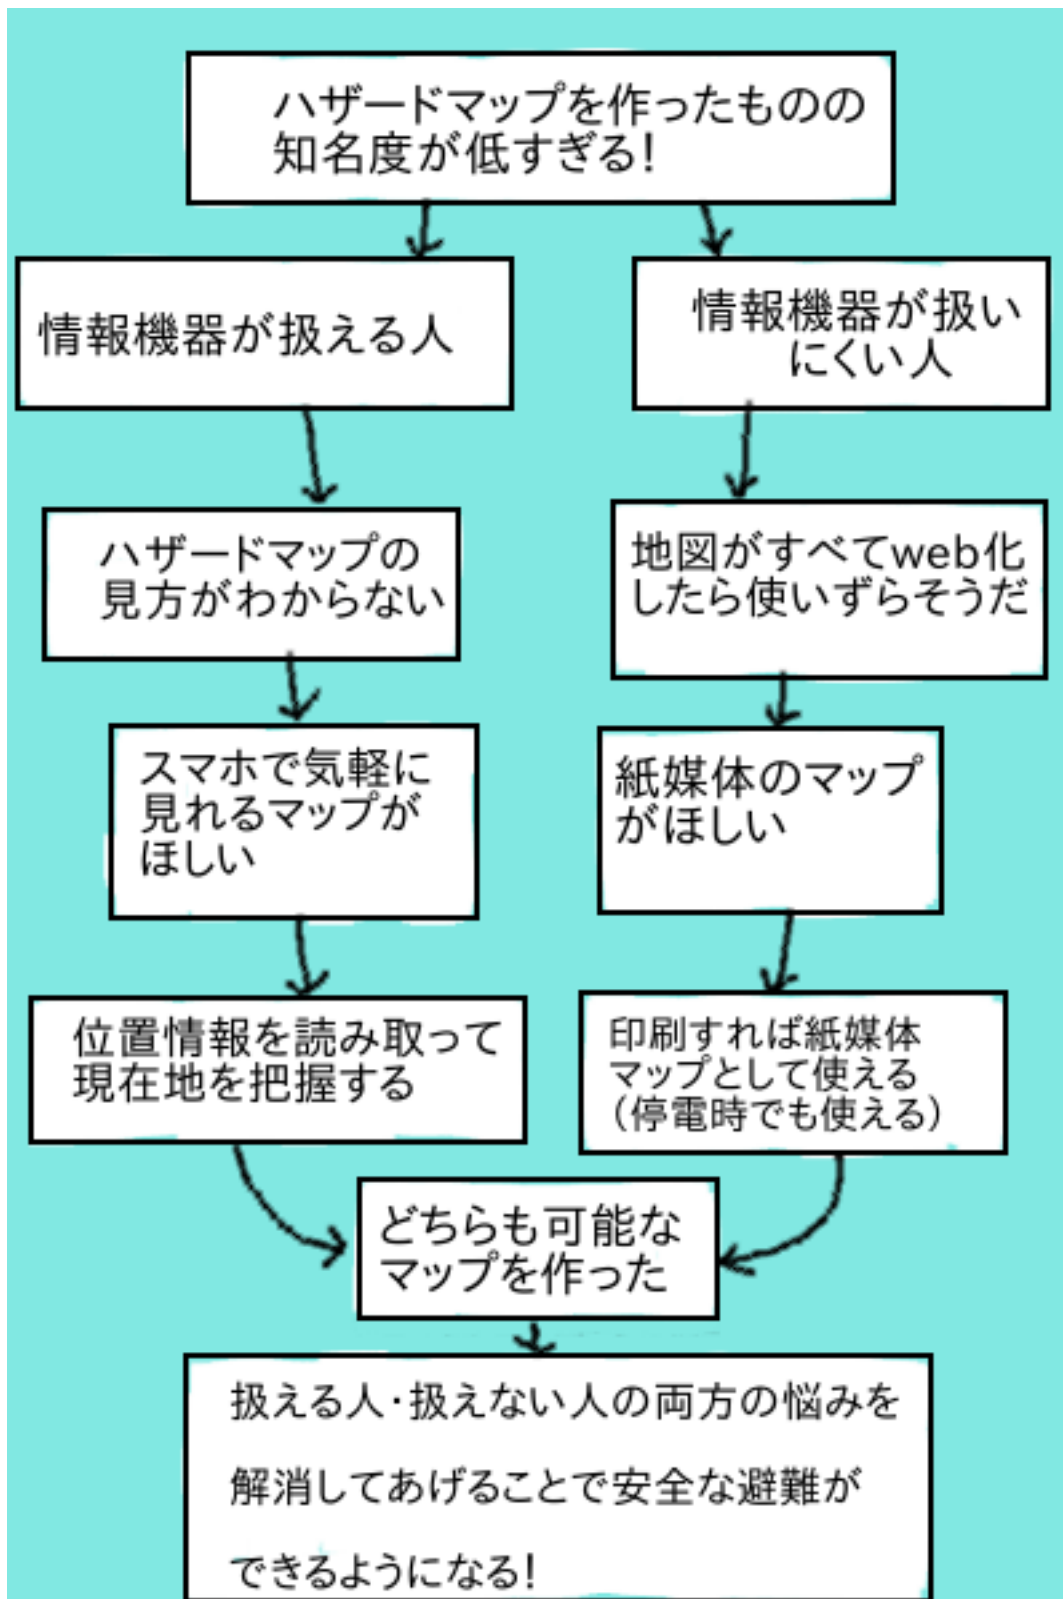 ハザードマップを作ったものの
知名度が低すぎる!
情報機器が扱える人
情報機器が扱い
にくい人
ハザードマップの
見方がわからない
地図がすべてweb化
したら使いずらそうだ
スマホで気軽に
見れるマップが
ほしい
紙媒体のマップ
がほしい
位置情報を読み取って
現在地を把握する
印刷すれば紙媒体
マップとして使える
(停電時でも使える)
どちらも可能な
マップを作った
扱える人・扱えない人の両方の悩みを
解消してあげることで安全な避難が
できるようになる!